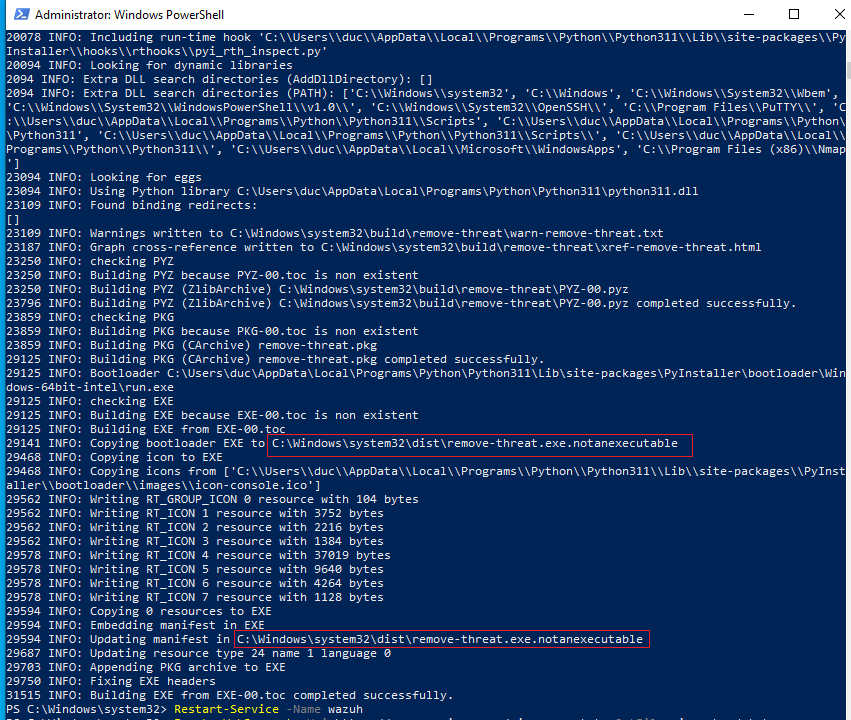 Administrator: Windows PowerShell
20078 INFO: Including run-time hook 'C:\\Users\\duc\\AppData\\Local\\Programs\\Python\\Python311\\Lib\\site-packages\\Py
Installer\\hooks\\rthooks\\pyi_rth_inspect.py'
20094 INFO: Looking for dynamic libraries
2094 INFO: Extra DLL search directories (AddDllDirectory): []
2094 INFO: Extra DLL search directories (PATH): ['C:\\Windows\\system32', 'C:\\Windows', 'C:\\Windows\\System32\\Wbem',
'C:\\Windows\\System32\\WindowsPowerShell\\v1.0\\', 'C:\\Windows\\System32\\OpenSSH\\', 'C:\\Program Files\\PuTTY\\', 'C
:\\Users\\duc\\AppData\\Local\\Programs\\Python\\Python311\\Scripts', 'C:\\Users\\duc\\AppData\\Local\\Programs\\Python\
\Python311', 'C:\\Users\\duc\\AppData\\Local\\Programs\\Python\\Python311\\Scripts\\', 'C:\\Users\\duc\\AppData\\Local\\
Programs\\Python\\Python311\\', 'C:\\Users\\duc\\AppData\\Local\\Microsoft\\WindowsApps', 'C:\\Program Files (x86)\\Nmap
']
23094 INFO: Looking for eggs
23094 INFO: Using Python library C:\Users\duc\AppData\Local\Programs\Python\Python311\python311.dll
23109 INFO: Found binding redirects:
[]
23109 INFO: Warnings written to C:\Windows\system32\build\remove-threat\warn-remove-threat.txt
23187 INFO: Graph cross-reference written to C:\Windows\system32\build\remove-threat\xref-remove-threat.html
23250 INFO: checking PYZ
23250 INFO: Building PYZ because PYZ-00.toc is non existent
23250 INFO: Building PYZ (ZlibArchive) C:\Windows\system32\build\remove-threat\PYZ-00.pyz
23796 INFO: Building PYZ (ZlibArchive) C:\Windows\system32\build\remove-threat\PYZ-00.pyz completed successfully.
23859 INFO: checking PKG
23859 INFO: Building PKG because PKG-00.toc is non existent
23859 INFO: Building PKG (CArchive) remove-threat.pkg
29125 INFO: Building PKG (CArchive) remove-threat.pkg completed successfully.
29125 INFO: Bootloader C:\Users\duc\AppData\Local\Programs\Python\Python311\Lib\site-packages\PyInstaller\bootloader\Win
dows-64bit-intel\run.exe
29125 INFO: checking EXE
29125 INFO: Building EXE because EXE-00.toc is non existent
29125 INFO: Building EXE from EXE-00.toc
29141 INFO: Copying bootloader EXE to C:\Windows\system32\dist\remove-threat.exe.notanexecutable
29468 INFO: Copying icon to EXE
29468 INFO: Copying icons from ['C:\\Users\\duc\\AppData\\Local\\Programs\\Python\\Python311\\Lib\\site-packages\\PyInst
aller\\bootloader\\images\\icon-console.ico']
29562 INFO: Writing RT_GROUP_ICON 0 resource with 104 bytes
29562 INFO: Writing RT_ICON 1 resource with 3752 bytes
29562 INFO: Writing RT_ICON 2 resource with 2216 bytes
29562 INFO: Writing RT_ICON 3 resource with 1384 bytes
29578 INFO: Writing RT_ICON 4 resource with 37019 bytes
29578 INFO: Writing RT_ICON 5 resource with 9640 bytes
29578 INFO: Writing RT_ICON 6 resource with 4264 bytes
29578 INFO: Writing RT_ICON 7 resource with 1128 bytes
29594 INFO: Copying 0 resources to EXE
29594 INFO: Embedding manifest in EXE
29594 INFO: Updating manifest in C:\Windows\system32\dist\remove-threat.exe.notanexecutable
29687 INFO: Updating resource type 24 name 1 language 0
29703 INFO: Appending PKG archive to EXE
29750 INFO: Fixing EXE headers
31515 INFO: Building EXE from EXE-00.toc completed successfully.
PS C:\Windows\system32> Restart-Service -Name wazuh